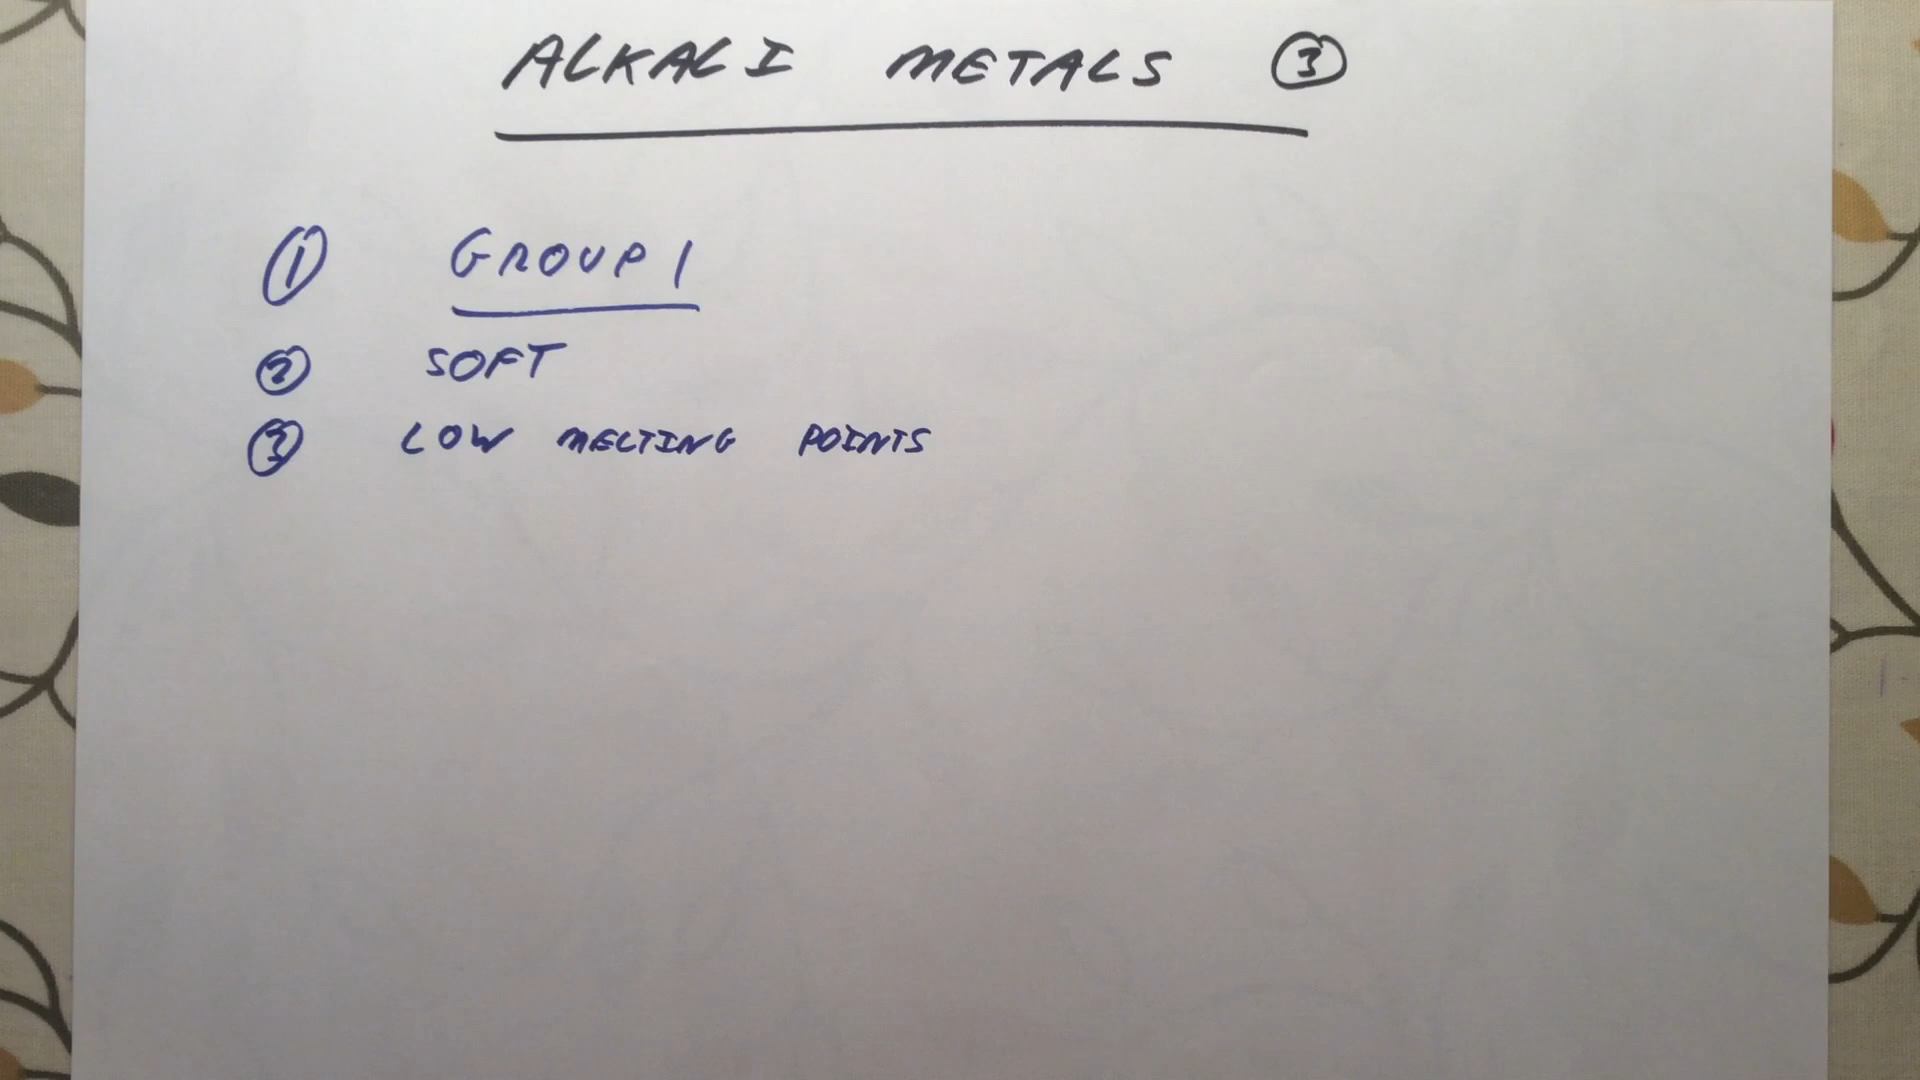 ALKALI METALS ③
① GROUP 1
② SOFT
③ LOW MELTING POINTS